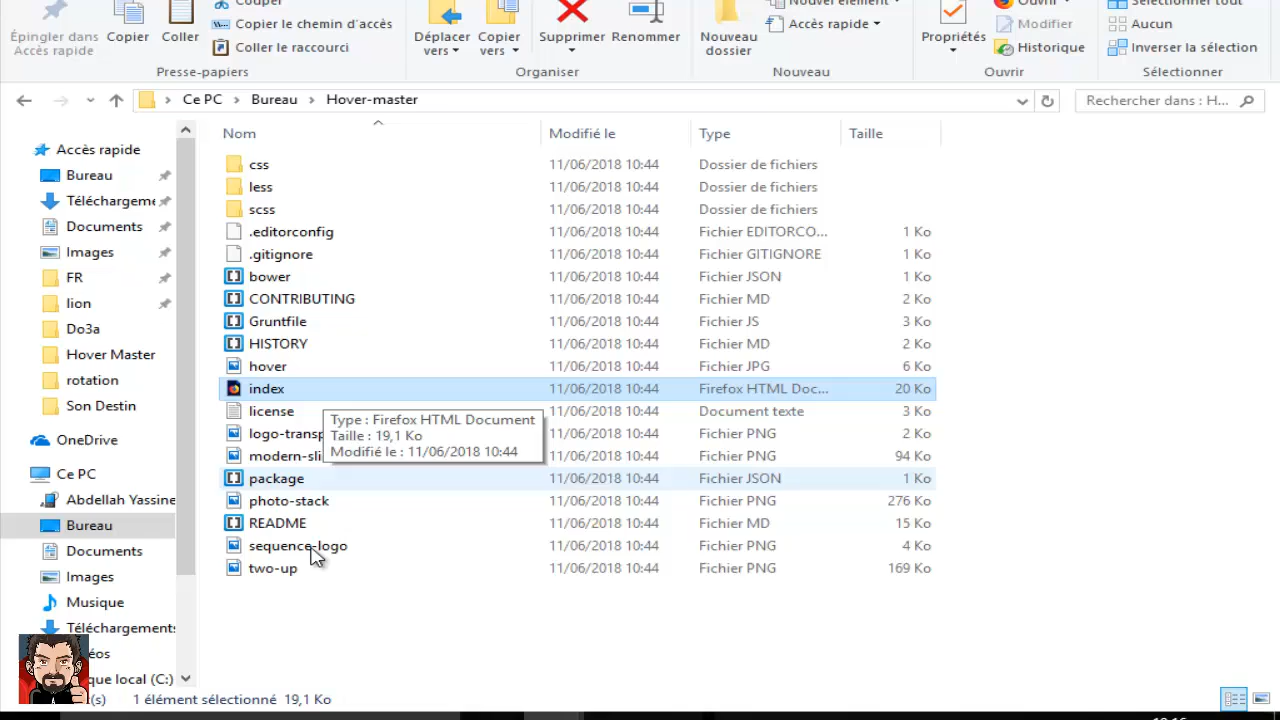 Couper
Copier le chemin d'accès
Coller le raccourci
Épingler dans
Accès rapide
Copier
Coller
Presse-papiers
Déplacer
vers
Copier
vers
Supprimer
Renommer
Organiser
Nouvel élément
Accès rapide
Nouveau
dossier
Nouveau
Propriétés
Ouvrir
Modifier
Historique
Ouvrir
Sélectionner tout
Aucun
Inverser la sélection
Sélectionner
Ce PC > Bureau > Hover-master
Rechercher dans : H...
Nom Modifié le Type Taille
css 11/06/2018 10:44 Dossier de fichiers
less 11/06/2018 10:44 Dossier de fichiers
scss 11/06/2018 10:44 Dossier de fichiers
.editorconfig 11/06/2018 10:44 Fichier EDITORCO... 1 Ko
.gitignore 11/06/2018 10:44 Fichier GITIGNORE 1 Ko
bower 11/06/2018 10:44 Fichier JSON 1 Ko
CONTRIBUTING 11/06/2018 10:44 Fichier MD 2 Ko
Gruntfile 11/06/2018 10:44 Fichier JS 3 Ko
HISTORY 11/06/2018 10:44 Fichier MD 2 Ko
hover 11/06/2018 10:44 Fichier JPG 6 Ko
index 11/06/2018 10:44 Firefox HTML Doc... 20 Ko
license 11/06/2018 10:44 Document texte 3 Ko
logo-transp 11/06/2018 10:44 Fichier PNG 2 Ko
modern-sli 11/06/2018 10:44 Fichier PNG 94 Ko
package 11/06/2018 10:44 Fichier JSON 1 Ko
photo-stack 11/06/2018 10:44 Fichier PNG 276 Ko
README 11/06/2018 10:44 Fichier MD 15 Ko
sequence-logo 11/06/2018 10:44 Fichier PNG 4 Ko
two-up 11/06/2018 10:44 Fichier PNG 169 Ko
Type : Firefox HTML Document
Taille : 19,1 Ko
Modifié le : 11/06/2018 10:44
Accès rapide
Bureau
Téléchargeme
Documents
Images
FR
lion
Do3a
Hover Master
rotation
Son Destin
OneDrive
Ce PC
Abdellah Yassine
Bureau
Documents
Images
Musique
Téléchargements
éos
que local (C:)
(s) 1 élément sélectionné 19,1 Ko